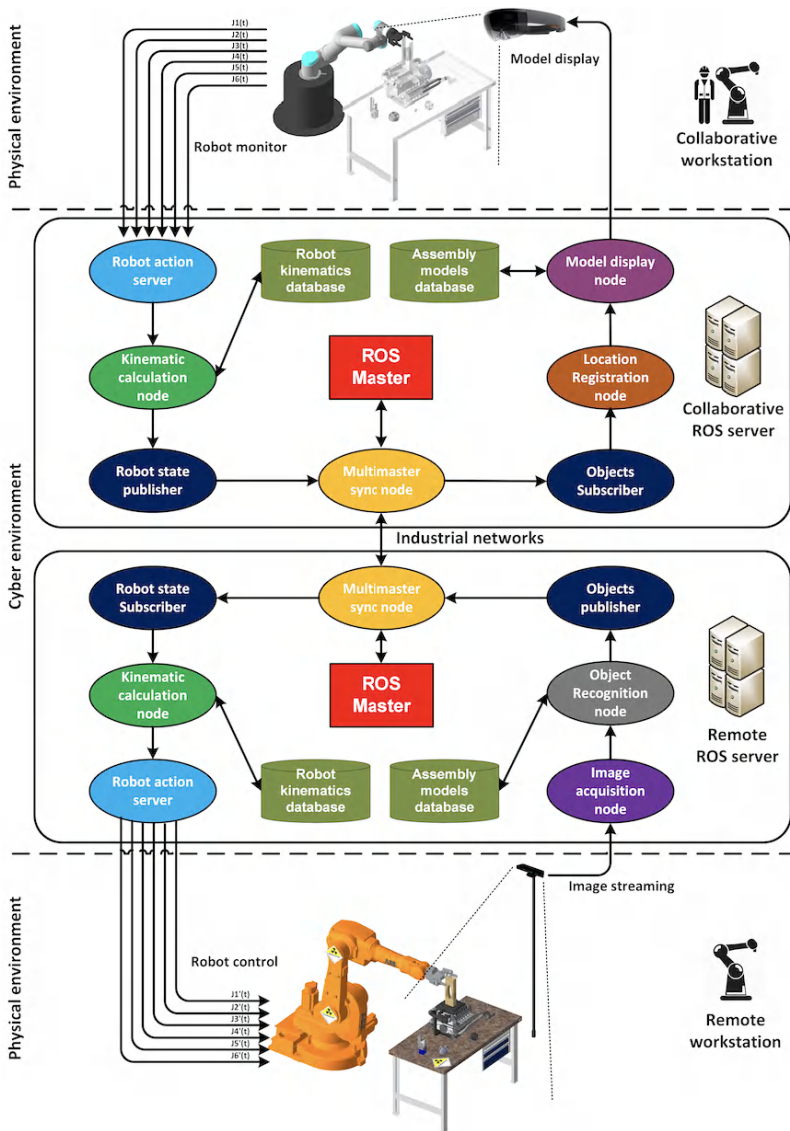 J1(t)
J2(t)
J3(t)
J4(t)
J5(t)
J6(t)
Physical environment
Robot monitor
Model display
Collaborative
workstation
Cyber environment
Robot action
server
Robot
kinematics
database
Assembly
models
database
Model display
node
Kinematic
calculation
node
ROS
Master
Location
Registration
node
Collaborative
ROS server
Robot state
publisher
Multimaster
sync node
Objects
Subscriber
Industrial networks
Robot state
Subscriber
Multimaster
sync node
Objects
publisher
Kinematic
calculation
node
ROS
Master
Object
Recognition
node
Remote
ROS server
Robot action
server
Robot
kinematics
database
Assembly
models
database
Image
acquisition
node
Physical environment
Image streaming
Robot control
J1'(t)
J2'(t)
J3'(t)
J4'(t)
J5'(t)
J6'(t)
Remote
workstation